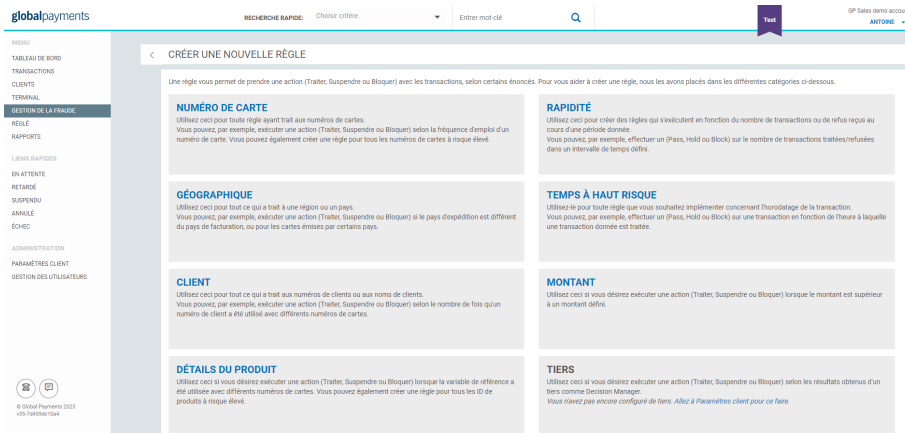 globalpayments
RECHERCHE RAPIDE: Choisir critère Entrer mot-clé
Test
GP Sales demo accou
ANTOINE
MENU
TABLEAU DE BORD
TRANSACTIONS
CLIENTS
TERMINAL
GESTION DE LA FRAUDE
RÉGLÉ
RAPPORTS
LIENS RAPIDES
EN ATTENTE
RETARDÉ
SUSPENDU
ANNULÉ
ÉCHEC
ADMINISTRATION
PARAMÈTRES CLIENT
GESTION DES UTILISATEURS
© Global Payments 2023
CRÉER UNE NOUVELLE RÈGLE
Une règle vous permet de prendre une action (Traiter, Suspendre ou Bloquer) avec les transactions, selon certains énoncés. Pour vous aider à créer une règle, nous les avons placés dans les différentes catégories ci-dessous.
NUMÉRO DE CARTE
Utilisez ceci pour toute règle ayant trait aux numéros de cartes.
Vous pouvez, par exemple, exécuter une action (Traiter, Suspendre ou Bloquer) selon la fréquence d'emploi d'un
numéro de carte. Vous pouvez également créer une règle pour tous les numéros de cartes à risque élevé.
RAPIDITÉ
Utilisez ceci pour créer des règles qui s'exécutent en fonction du nombre de transactions ou de refus reçus au
cours d'une période donnée.
Vous pouvez, par exemple, effectuer un (Pass, Hold ou Block) sur le nombre de transactions traitées/refusées
dans un intervalle de temps défini.
GÉOGRAPHIQUE
Utilisez ceci pour tout ce qui a trait à une région ou un pays.
Vous pouvez, par exemple, exécuter une action (Traiter, Suspendre ou Bloquer) si le pays d'expédition est différent
du pays de facturation, ou pour les cartes émises par certains pays.
TEMPS À HAUT RISQUE
Utilisez-le pour toute règle que vous souhaitez implémenter concernant l'horodatage de la transaction.
Vous pouvez, par exemple, effectuer un (Pass, Hold ou Block) sur une transaction en fonction de l'heure à laquelle
une transaction donnée est traitée.
CLIENT
Utilisez ceci pour tout ce qui a trait aux numéros de clients ou aux noms de clients.
Vous pouvez, par exemple, exécuter une action (Traiter, Suspendre ou Bloquer) selon le nombre de fois qu'un
numéro de client a été utilisé avec différents numéros de cartes.
MONTANT
Utilisez ceci si vous désirez exécuter une action (Traiter, Suspendre ou Bloquer) lorsque le montant est supérieur
à un montant défini.
DÉTAILS DU PRODUIT
Utilisez ceci si vous désirez exécuter une action (Traiter, Suspendre ou Bloquer) lorsque la variable de référence a
été utilisée avec différents numéros de cartes. Vous pouvez également créer une règle pour tous les ID de
produits à risque élevé.
TIERS
Utilisez ceci si vous désirez exécuter une action (Traiter, Suspendre ou Bloquer) selon les résultats obtenus d'un
tiers comme Decision Manager.
Vous n'avez pas encore configuré de tiers. Allez à Paramètres client pour ce faire.